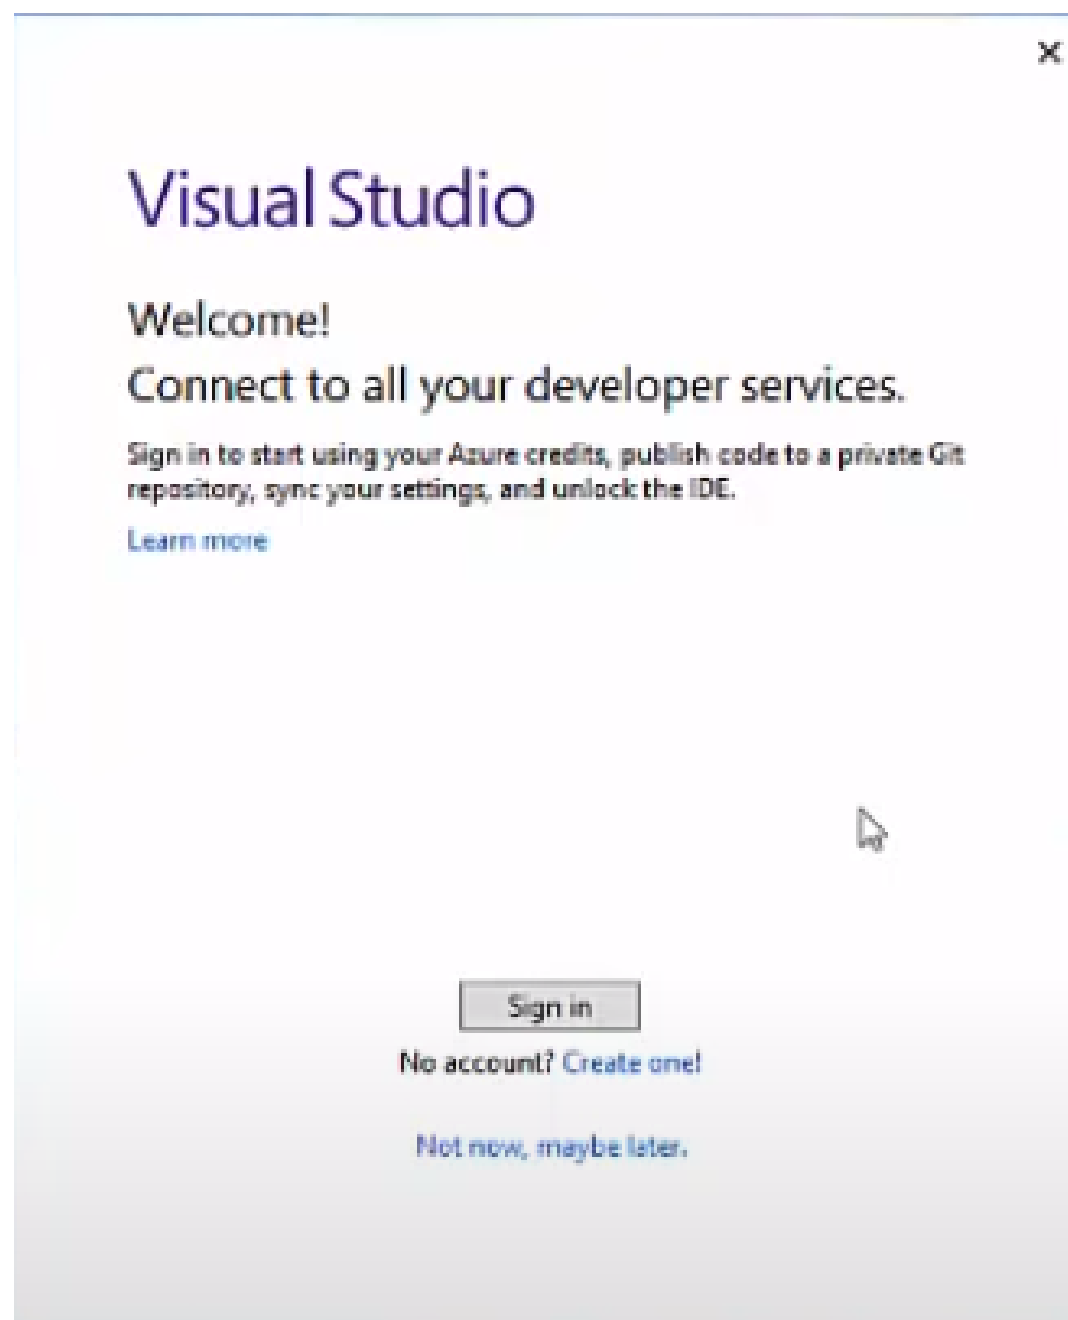 Visual Studio
Welcome!
Connect to all your developer services.
Sign in to start using your Azure credits, publish code to a private Git
repository, sync your settings, and unlock the IDE.
Learn more
Sign in
No account? Create one!
Not now, maybe later.